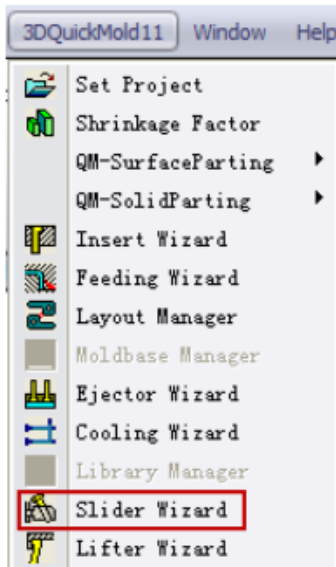 3DQuickMold11 Window Help
Set Project
Shrinkage Factor
QM-SurfaceParting
QM-SolidParting
Insert Wizard
Feeding Wizard
Layout Manager
Moldbase Manager
Ejector Wizard
Cooling Wizard
Library Manager
Slider Wizard
Lifter Wizard